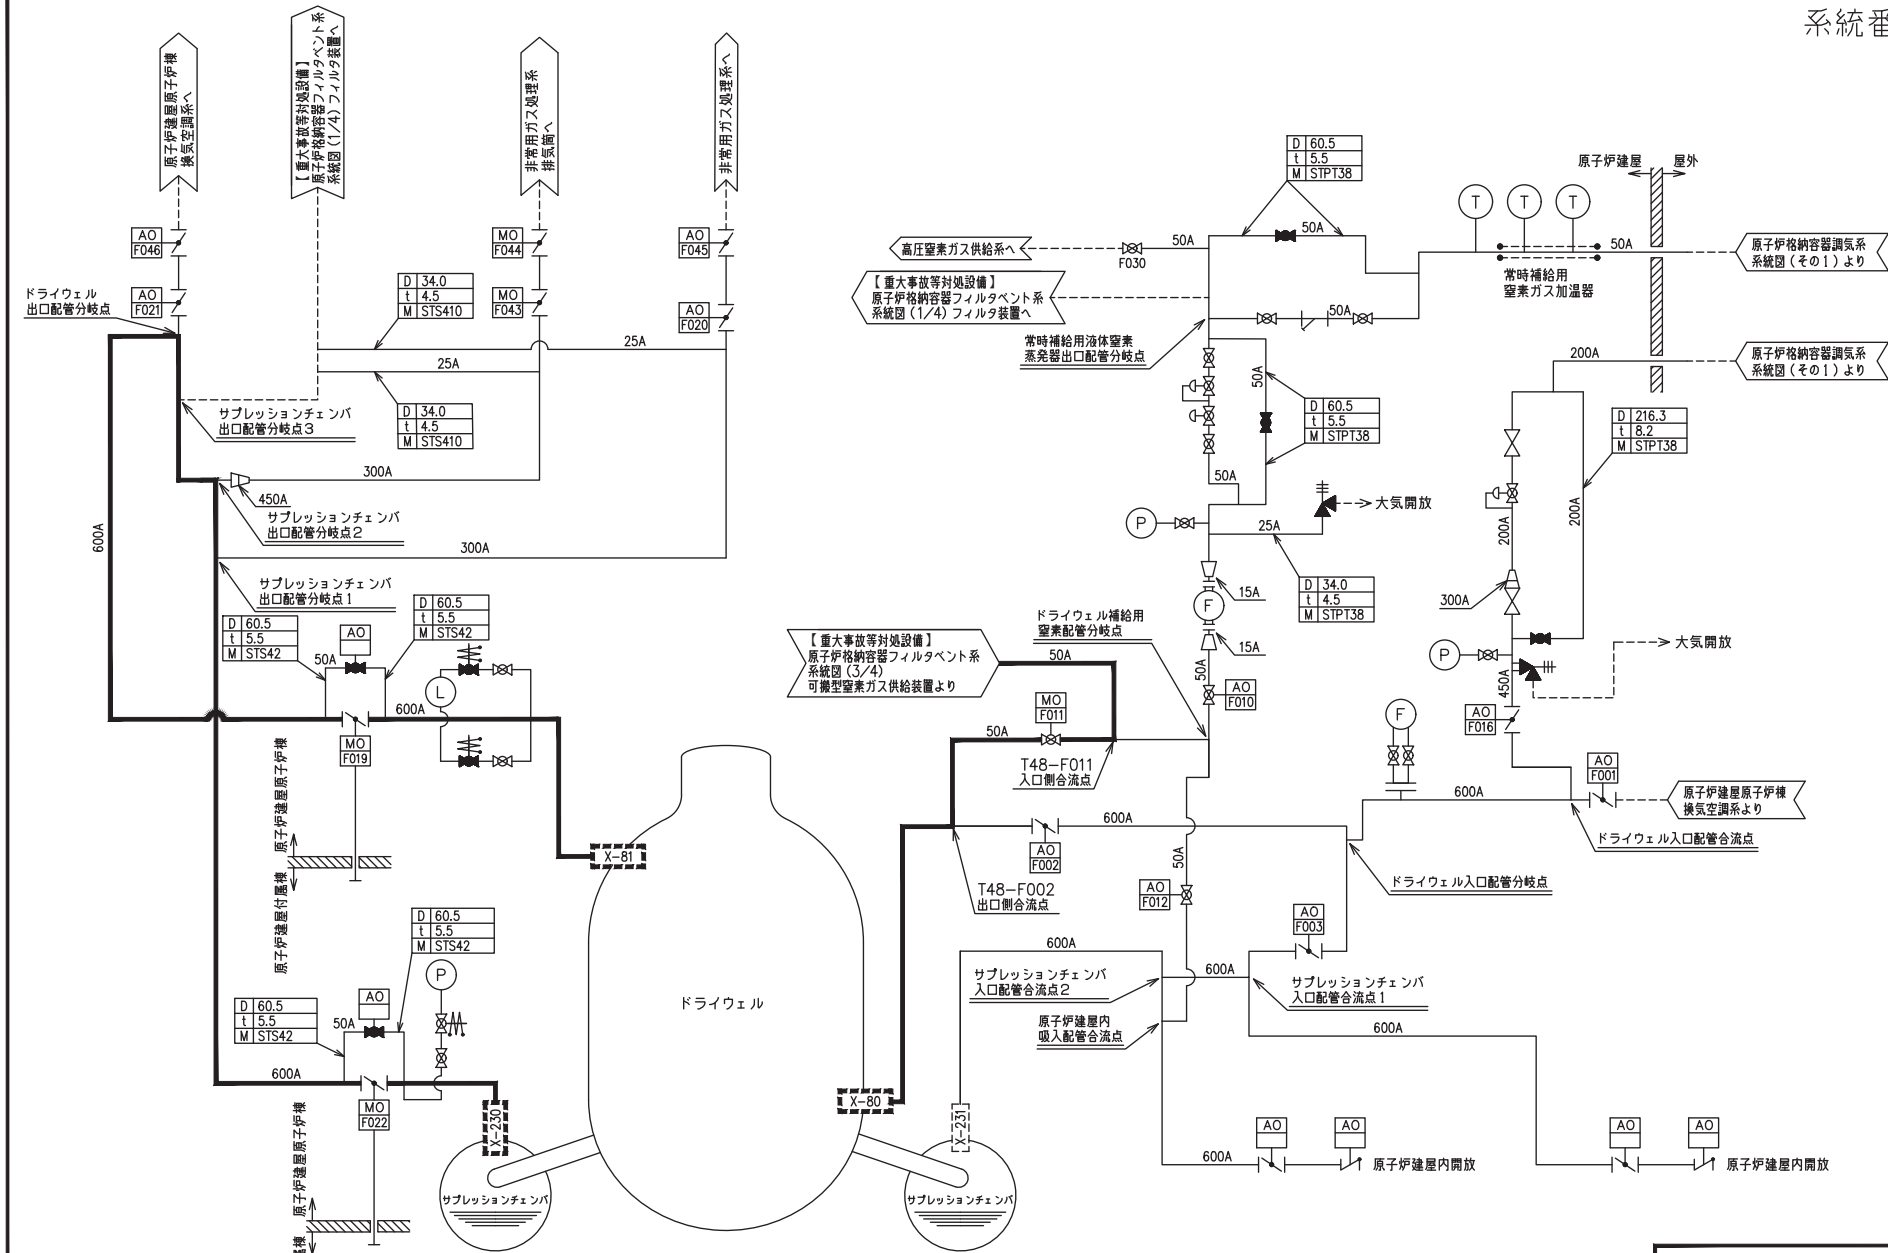 系統番
原子炉建屋原子炉棟
換気空調系へ
【重大事故等対処設備】
原子炉格納容器フィルタベント系
系統図(1/4)フィルタ装置へ
非常用ガス処理系
排気筒へ
非常用ガス処理系へ
AO
F046
AO
F021
MO
F044
MO
F043
AO
F045
AO
F020
ドライウェル
出口配管分岐点
D 34.0
t 4.5
M STS410
25A
25A
D 34.0
t 4.5
M STS410
サプレッションチェンバ
出口配管分岐点3
300A
450A
サプレッションチェンバ
出口配管分岐点2
300A
600A
サプレッションチェンバ
出口配管分岐点1
D 60.5
t 5.5
M STS42
D 60.5
t 5.5
M STS42
AO
50A
L
600A
MO
F019
原子炉建屋原子炉棟
原子炉建屋付属棟
X-81
D 60.5
t 5.5
M STS42
P
D 60.5
t 5.5
M STS42
AO
50A
600A
MO
F022
原子炉建屋原子炉棟
属棟
X-230
サプレッションチェンバ
ドライウェル
X-80
X-231
サプレッションチェンバ
D 60.5
t 5.5
M STPT38
原子炉建屋
屋外
T
T
T
50A
50A
50A
高圧窒素ガス供給系へ
F030
常時補給用
窒素ガス加温器
原子炉格納容器調気系
系統図(その1)より
【重大事故等対処設備】
原子炉格納容器フィルタベント系
系統図(1/4)フィルタ装置へ
50A
常時補給用液体窒素
蒸発器出口配管分岐点
200A
原子炉格納容器調気系
系統図(その1)より
50A
D 60.5
t 5.5
M STPT38
D 216.3
t 8.2
M STPT38
50A
大気開放
P
25A
200A
200A
D 34.0
t 4.5
M STPT38
15A
F
15A
300A
ドライウェル補給用
窒素配管分岐点
【重大事故等対処設備】
原子炉格納容器フィルタベント系
系統図(3/4)
可搬型窒素ガス供給装置より
50A
50A
AO
F010
P
大気開放
450A
MO
F011
50A
T48-F011
入口側合流点
AO
F016
F
AO
F001
600A
原子炉建屋原子炉棟
換気空調系より
ドライウェル入口配管合流点
600A
AO
F002
T48-F002
出口側合流点
50A
AO
F012
ドライウェル入口配管分岐点
AO
F003
600A
サプレッションチェンバ
入口配管合流点2
600A
サプレッションチェンバ
入口配管合流点1
原子炉建屋内
吸入配管合流点
600A
AO
AO
600A
原子炉建屋内開放
AO
AO
原子炉建屋内開放